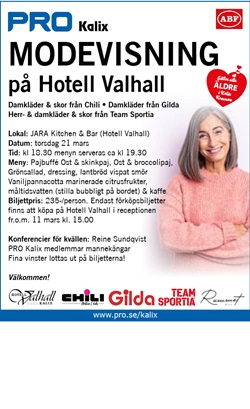 PRO Kalix
ABF
MODEVISNING
på Hotell Valhall
Damkläder & skor från Chili • Damkläder från Gilda
Herr- & damkläder & skor från Team Sportia
Gilla att
ÄLDRE
Lokal: JARA Kitchen & Bar (Hotell Valhall)
Datum: torsdag 21 mars
Tid: kl 18.30 menyn serveras ca kl 19.30
Meny: Pajbuffé Ost & skinkpaj, Ost & broccolipaj,
Grönsallad, dressing, lantbröd vispat smör
Vaniljpannacotta marinerade citrusfrukter,
måltidsvatten (stilla bubbligt på bordet) & kaffe
Biljettpris: 235:-/person. Endast förköpsbiljetter
finns att köpa på Hotell Valhall i receptionen
fr.o.m. 11 mars kl. 15.00
Konferencier för kvällen: Reine Sundqvist
PRO Kalix medlemmar mannekängar
Fina vinster lottas ut på biljetterna!
Välkommen!
HOTELL Valhall KALIX
CHILI
Gilda
TEAM SPORTIA
www.pro.se/kalix